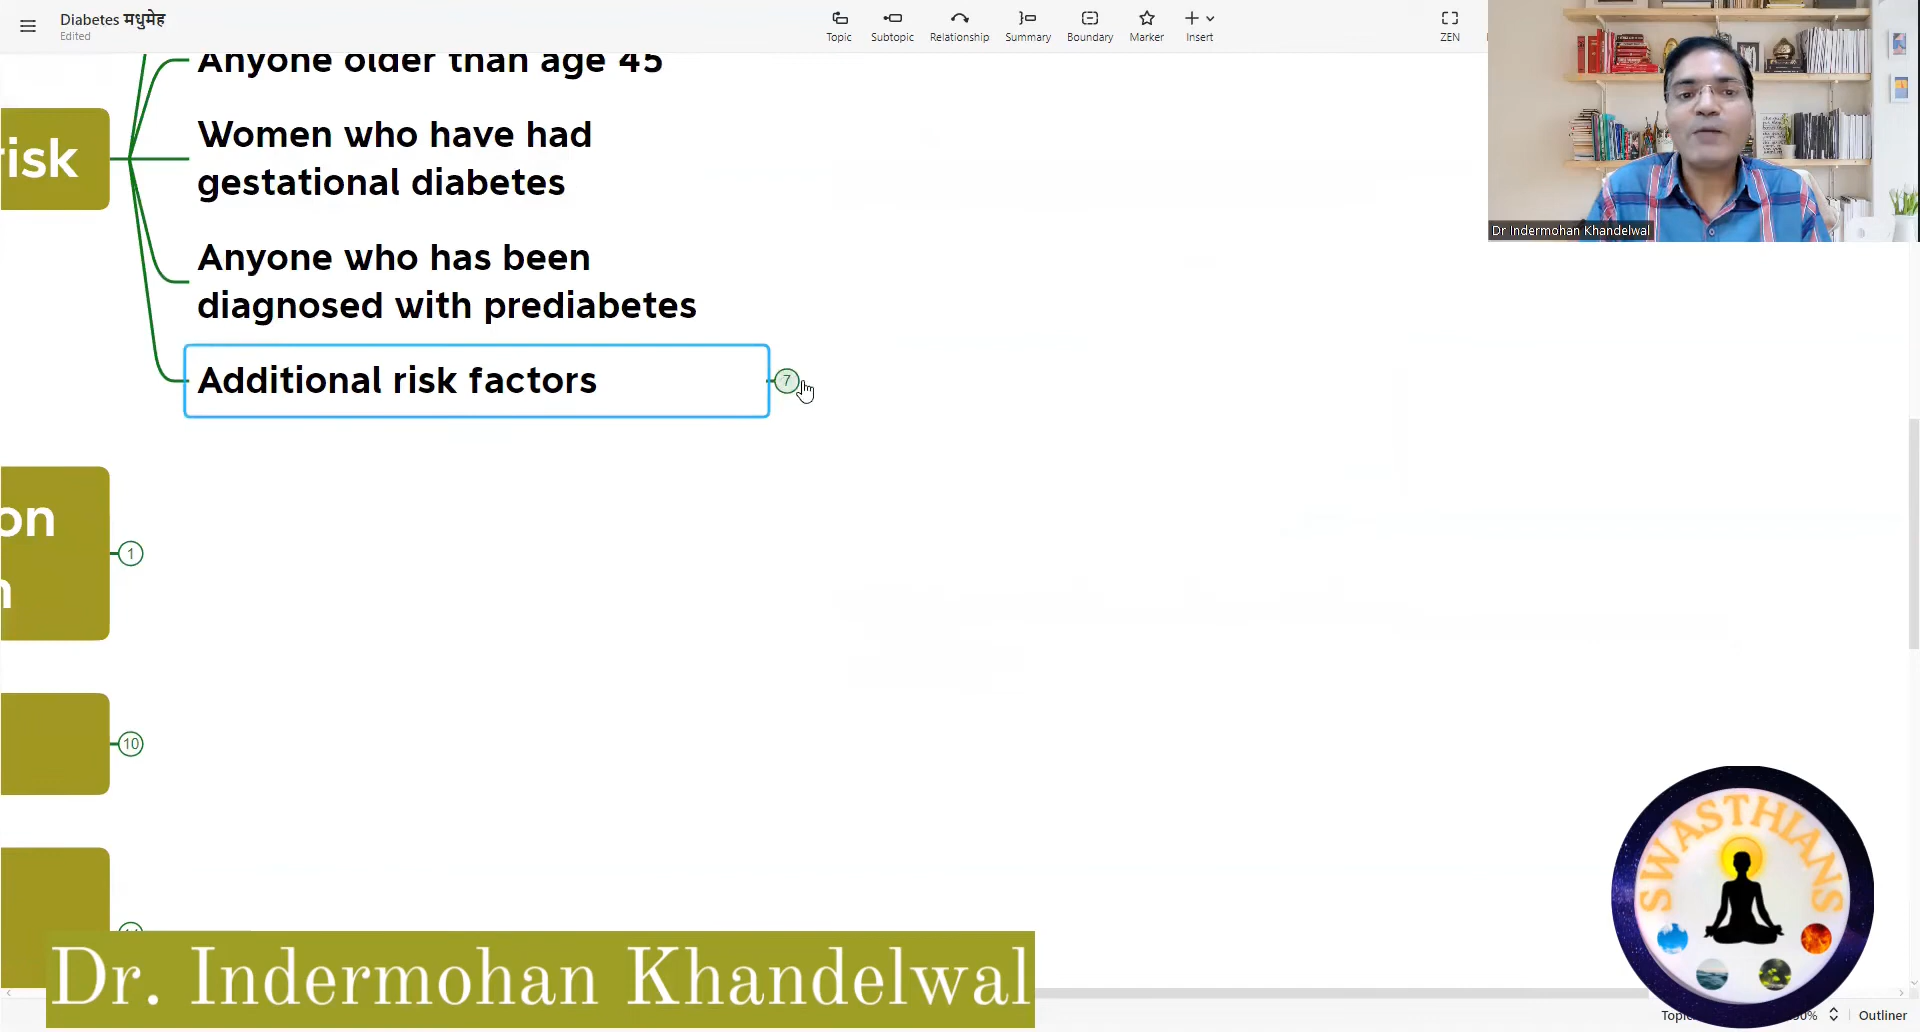 Diabetes मधुमेह
Edited
Topic
Subtopic
Relationship
Summary
Boundary
Marker
Insert
ZEN
Dr Indermohan Khandelwal
Anyone older than age 45
risk
Women who have had
gestational diabetes
Anyone who has been
diagnosed with prediabetes
Additional risk factors
7
on
1
10
SWASTHIANS
Dr. Indermohan Khandelwal
Outliner